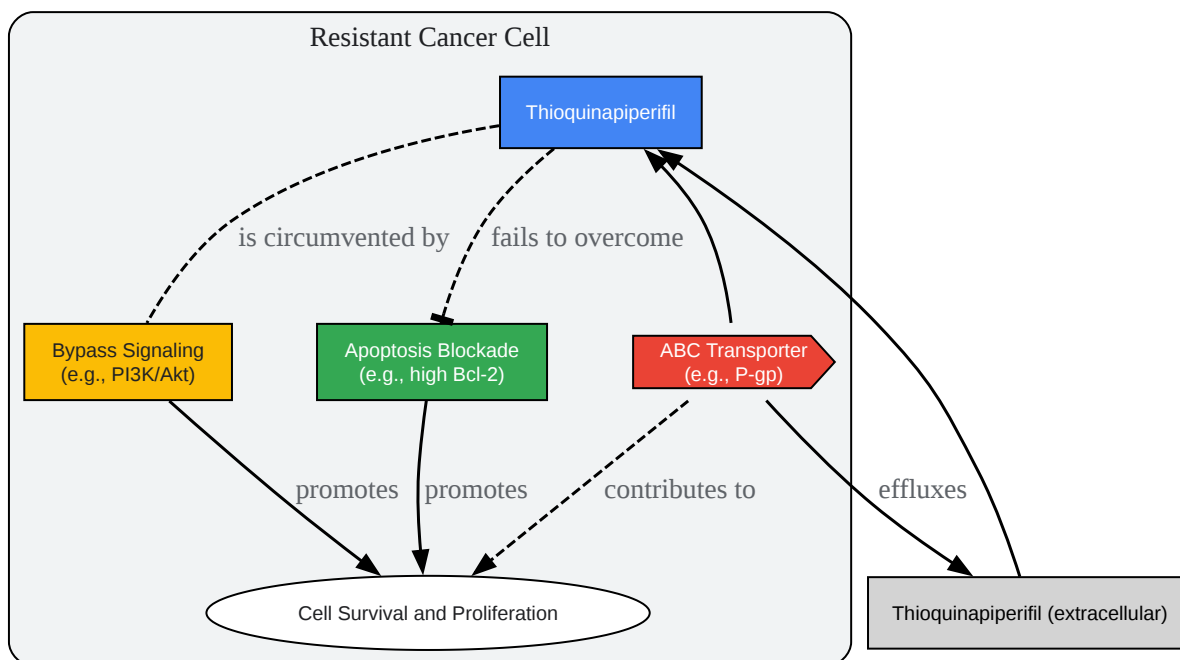 Resistant Cancer Cell
Thioquinapiperifil
is circumvented by
fails to overcome
Bypass Signaling
(e.g., PI3K/Akt)
Apoptosis Blockade
(e.g., high Bcl-2)
ABC Transporter
(e.g., P-gp)
promotes
promotes
contributes to
effluxes
Cell Survival and Proliferation
Thioquinapiperifil (extracellular)